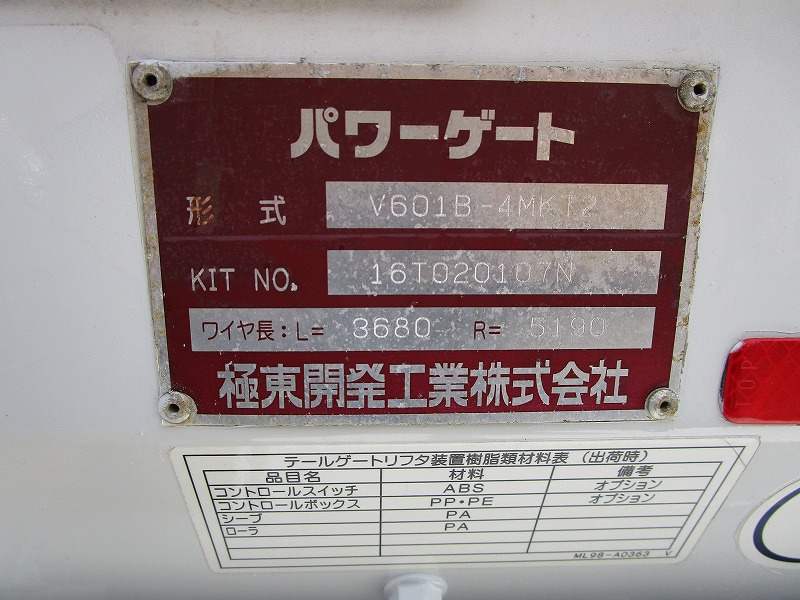 パワーゲート
形 式 V601B-4MKT2
KIT NO. 16T020107N
ワイヤ長:L= 3680 R= 5190
極東開発工業株式会社
TOP
テールゲートリフタ装置樹脂類材料表(出荷時)
品目名 材料 備考
コントロールスイッチ ABS オプション
コントロールボックス PP・PE オプション
シーブ PA
ローラ PA
ML98-A0363 V